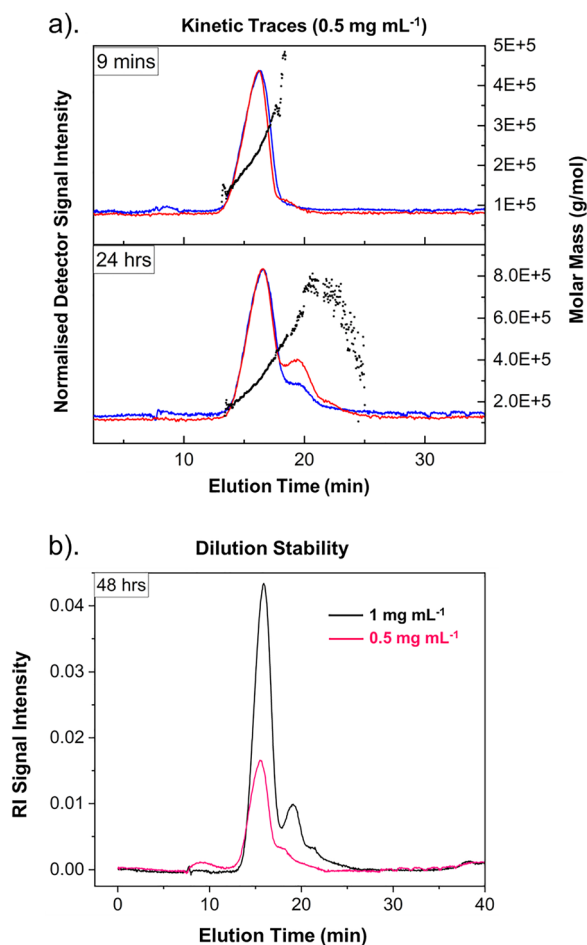 a).
Kinetic Traces (0.5 mg mL⁻¹)
9 mins
5E+5
4E+5
3E+5
2E+5
1E+5
24 hrs
8.0E+5
6.0E+5
4.0E+5
2.0E+5
Normalised Detector Signal Intensity
Molar Mass (g/mol)
10 20 30
Elution Time (min)
b).
Dilution Stability
48 hrs
1 mg mL⁻¹
0.5 mg mL⁻¹
0.04
0.03
0.02
0.01
0.00
RI Signal Intensity
0 10 20 30 40
Elution Time (min)